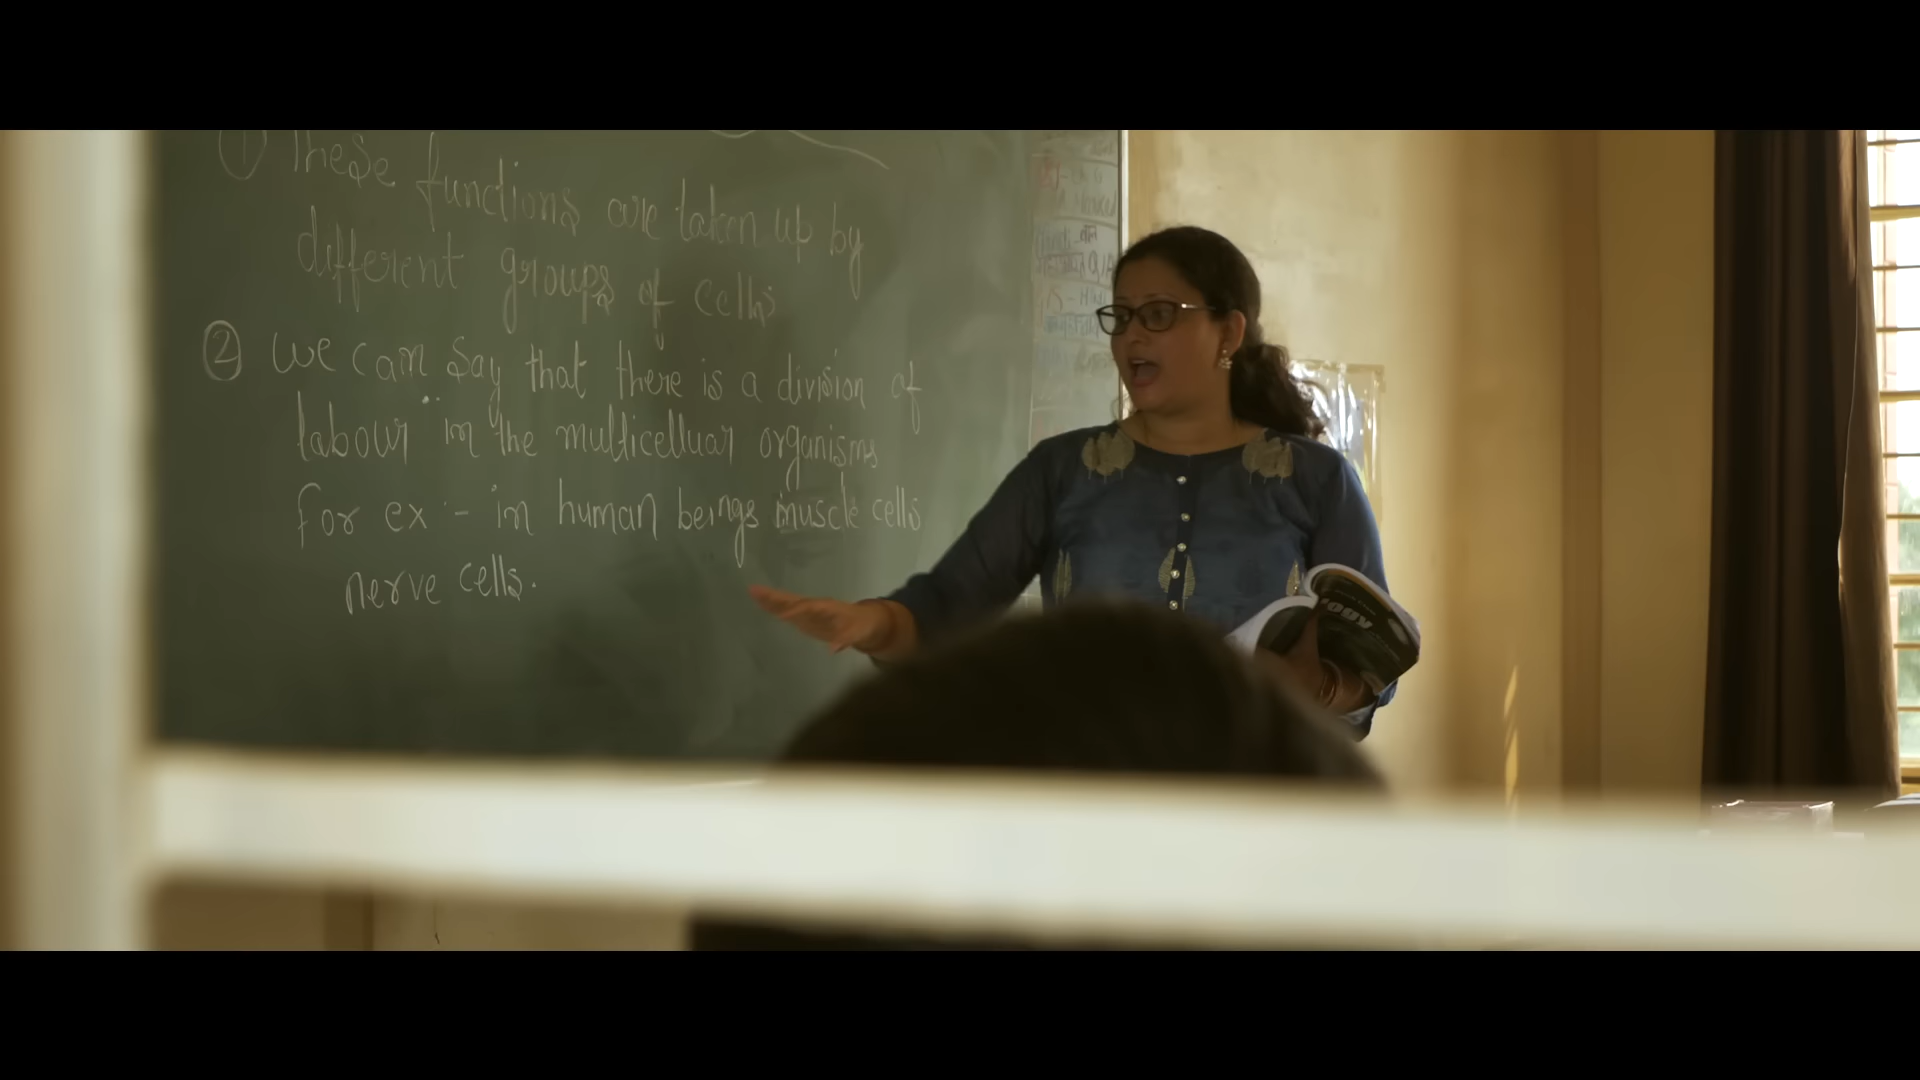 ① These functions are taken up by
different groups of cells
② We can say that there is a division of
labour in the multicelluar organisms
for ex :- in human beings muscle cells
nerve cells.